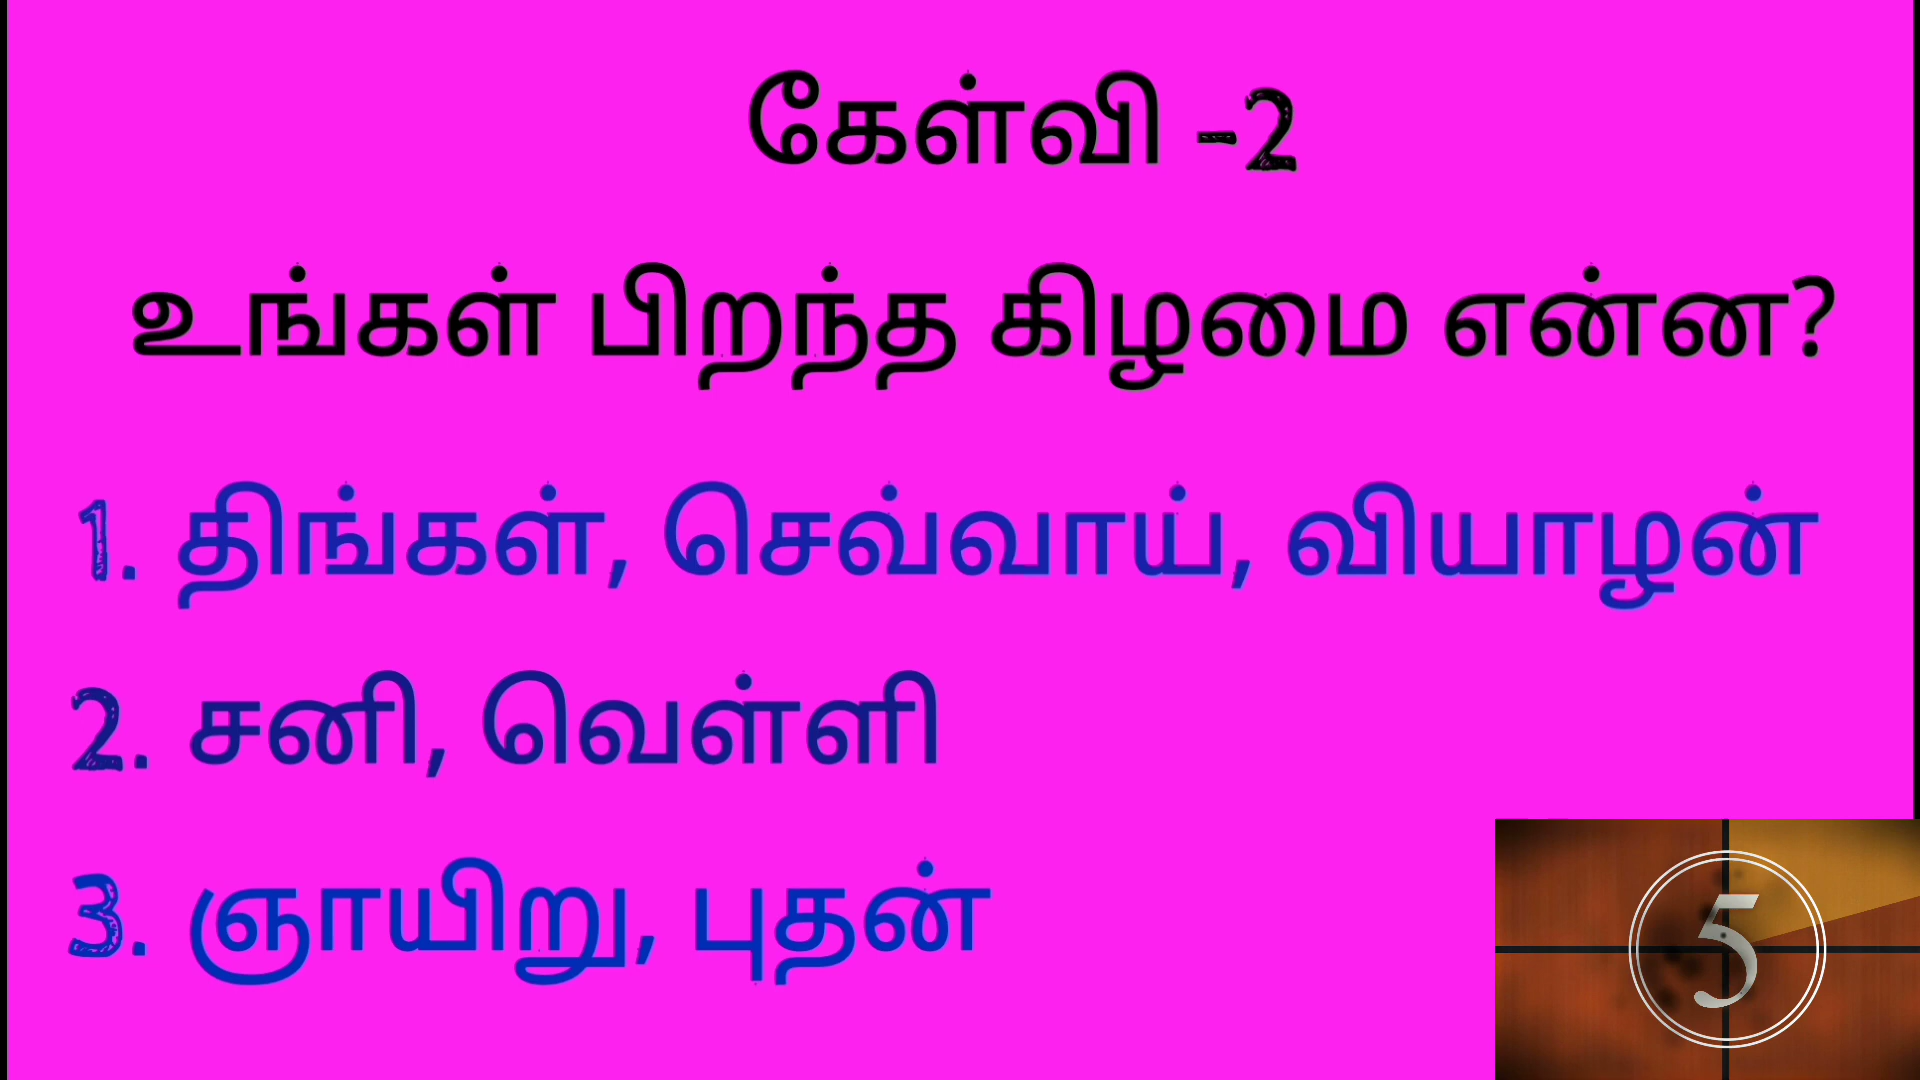 கேள்வி -2
உங்கள் பிறந்த கிழமை என்ன?
1. திங்கள், செவ்வாய், வியாழன்
2. சனி, வெள்ளி
3. ஞாயிறு, புதன்
5